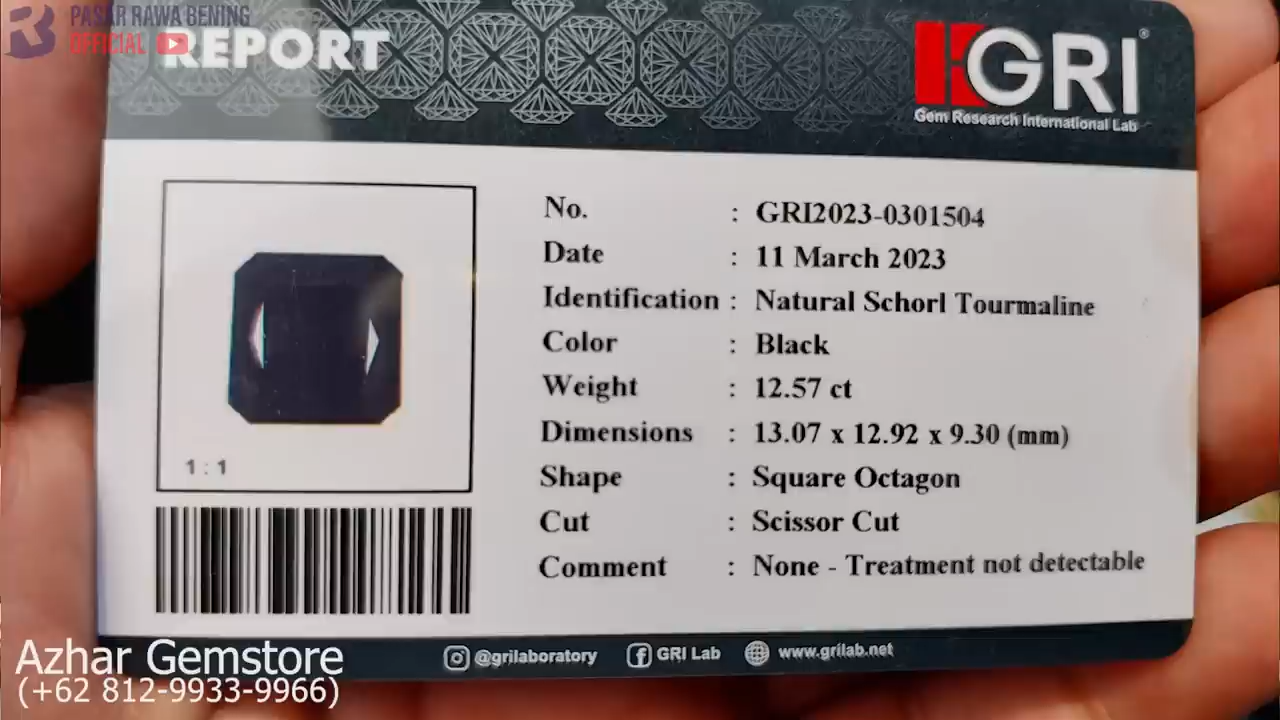 PASAR RAWA BENING
OFFICIAL
REPORT
GRI®
Gem Research International Lab
No. : GRI2023-0301504
Date : 11 March 2023
Identification : Natural Schorl Tourmaline
Color : Black
Weight : 12.57 ct
Dimensions : 13.07 x 12.92 x 9.30 (mm)
Shape : Square Octagon
Cut : Scissor Cut
Comment : None - Treatment not detectable
1 : 1
@grilaboratory GRI Lab www.grilab.net
Azhar Gemstore
(+62 812-9933-9966)